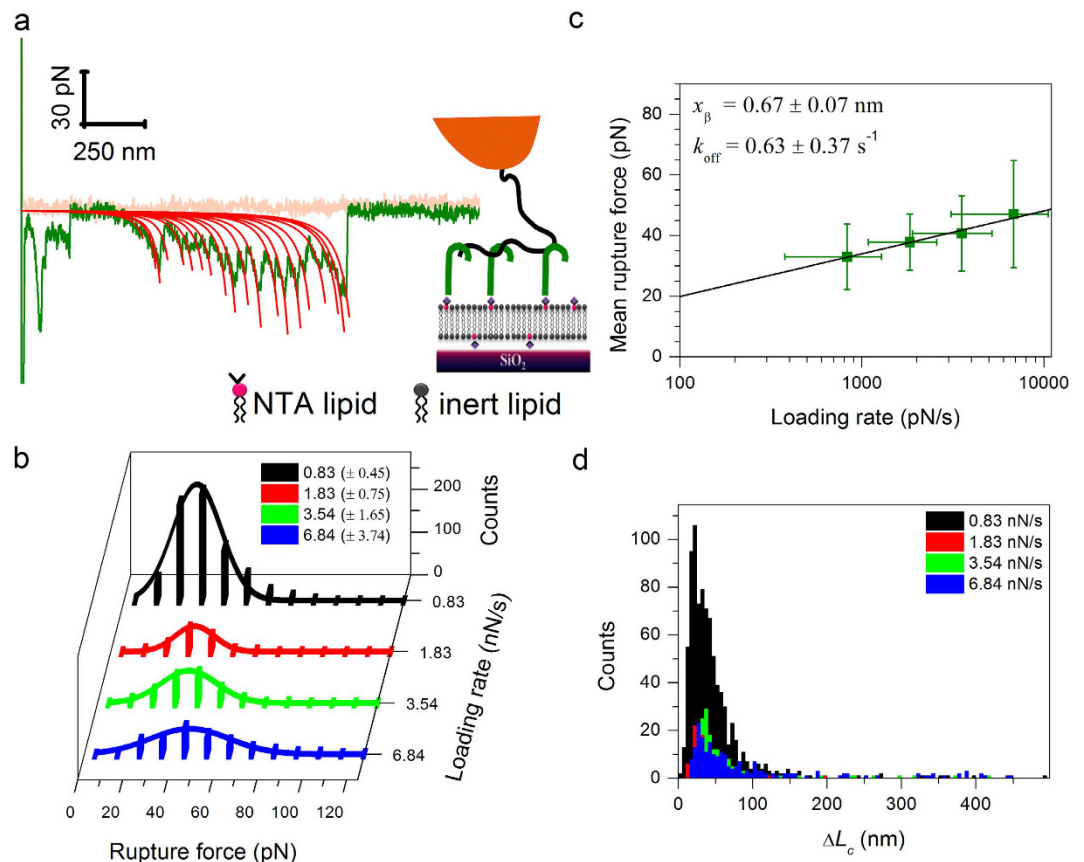 a
30 pN
250 nm
SiO₂
NTA lipid
inert lipid
b
0.83 (± 0.45)
1.83 (± 0.75)
3.54 (± 1.65)
6.84 (± 3.74)
200
100
0
Counts
0.83
1.83
3.54
6.84
Loading rate (nN/s)
0 20 40 60 80 100 120
Rupture force (pN)
c
xβ = 0.67 ± 0.07 nm
koff = 0.63 ± 0.37 s⁻¹
80
60
40
20
0
Mean rupture force (pN)
100 1000 10000
Loading rate (pN/s)
d
0.83 nN/s
1.83 nN/s
3.54 nN/s
6.84 nN/s
100
80
60
40
20
0
Counts
0 100 200 300 400
ΔLc (nm)